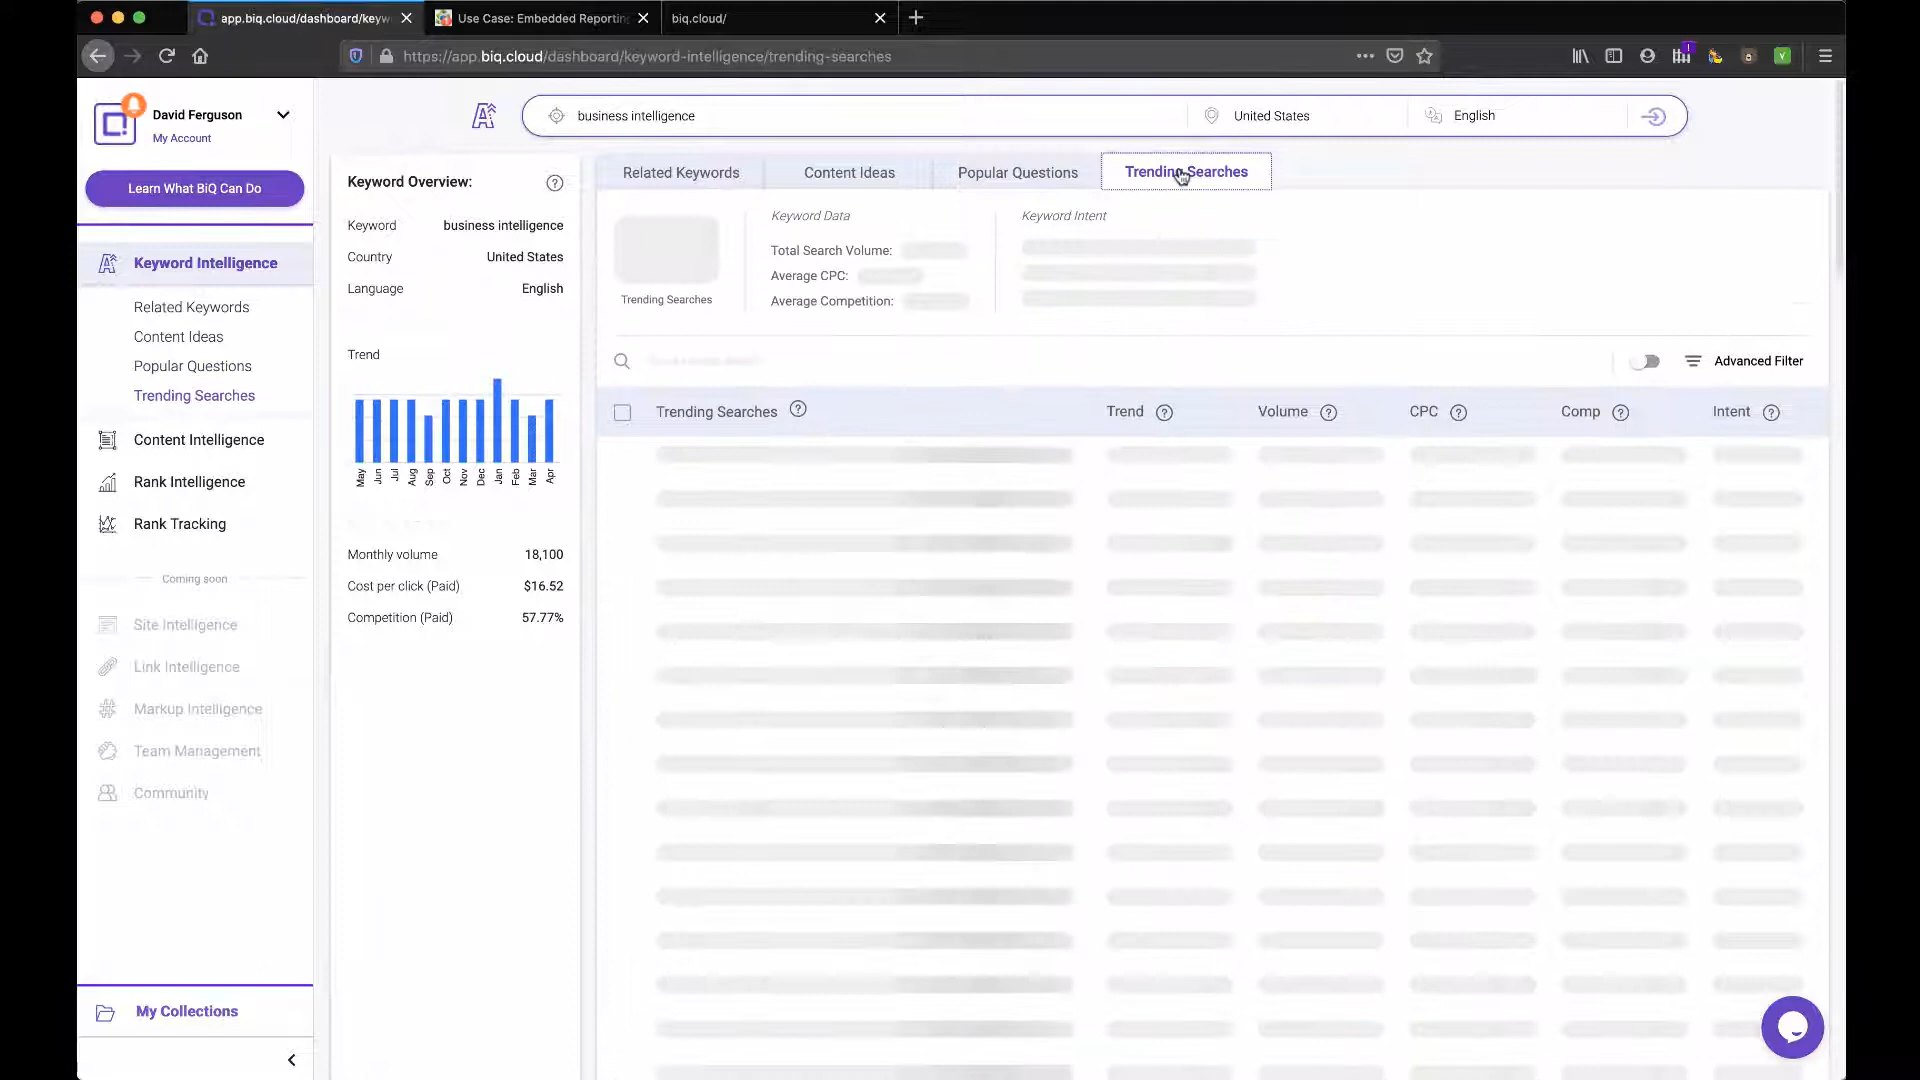 app.biq.cloud/dashboard/keyw
Use Case: Embedded Reporting
biq.cloud/
https://app.biq.cloud/dashboard/keyword-intelligence/trending-searches
David Ferguson
My Account
Learn What BiQ Can Do
Keyword Intelligence
Related Keywords
Content Ideas
Popular Questions
Trending Searches
Content Intelligence
Rank Intelligence
Rank Tracking
Coming soon
Site Intelligence
Link Intelligence
Markup Intelligence
Team Management
Community
My Collections
business intelligence
United States
English
Keyword Overview:
Keyword business intelligence
Country United States
Language English
Trend
May Jun Jul Aug Sep Oct Nov Dec Jan Feb Mar Apr
Monthly volume 18,100
Cost per click (Paid) $16.52
Competition (Paid) 57.77%
Related Keywords Content Ideas Popular Questions Trending Searches
Trending Searches
Keyword Data
Total Search Volume:
Average CPC:
Average Competition:
Keyword Intent
Advanced Filter
Trending Searches Trend Volume CPC Comp Intent